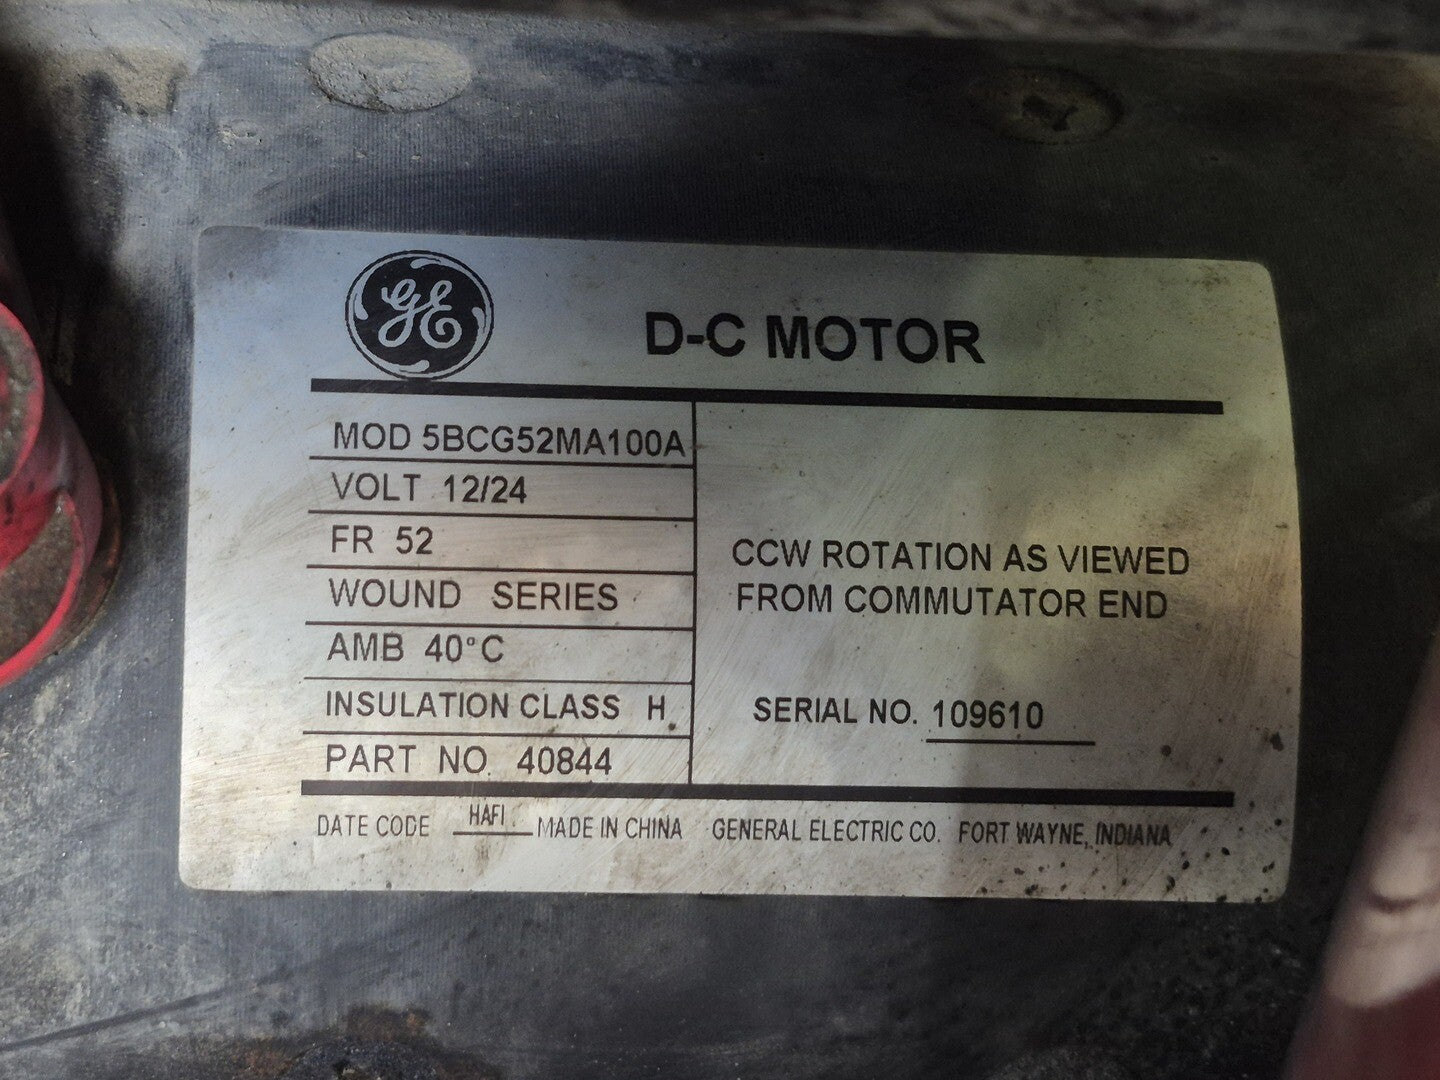 GE
D-C MOTOR
MOD 5BCG52MA100A
VOLT 12/24
FR 52
WOUND SERIES
AMB 40°C
INSULATION CLASS H
PART NO. 40844
CCW ROTATION AS VIEWED
FROM COMMUTATOR END
SERIAL NO. 109610
DATE CODE HAFI MADE IN CHINA GENERAL ELECTRIC CO. FORT WAYNE, INDIANA